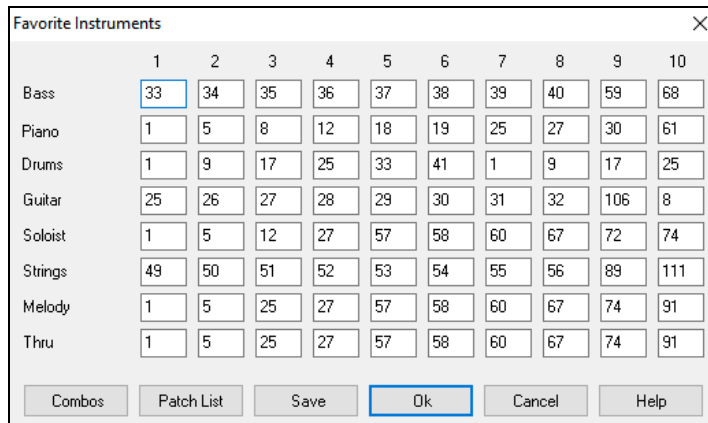 Favorite Instruments
1 2 3 4 5 6 7 8 9 10
Bass 33 34 35 36 37 38 39 40 59 68
Piano 1 5 8 12 18 19 25 27 30 61
Drums 1 9 17 25 33 41 1 9 17 25
Guitar 25 26 27 28 29 30 31 32 106 8
Soloist 1 5 12 27 57 58 60 67 72 74
Strings 49 50 51 52 53 54 55 56 89 111
Melody 1 5 25 27 57 58 60 67 74 91
Thru 1 5 25 27 57 58 60 67 74 91
Combos Patch List Save Ok Cancel Help